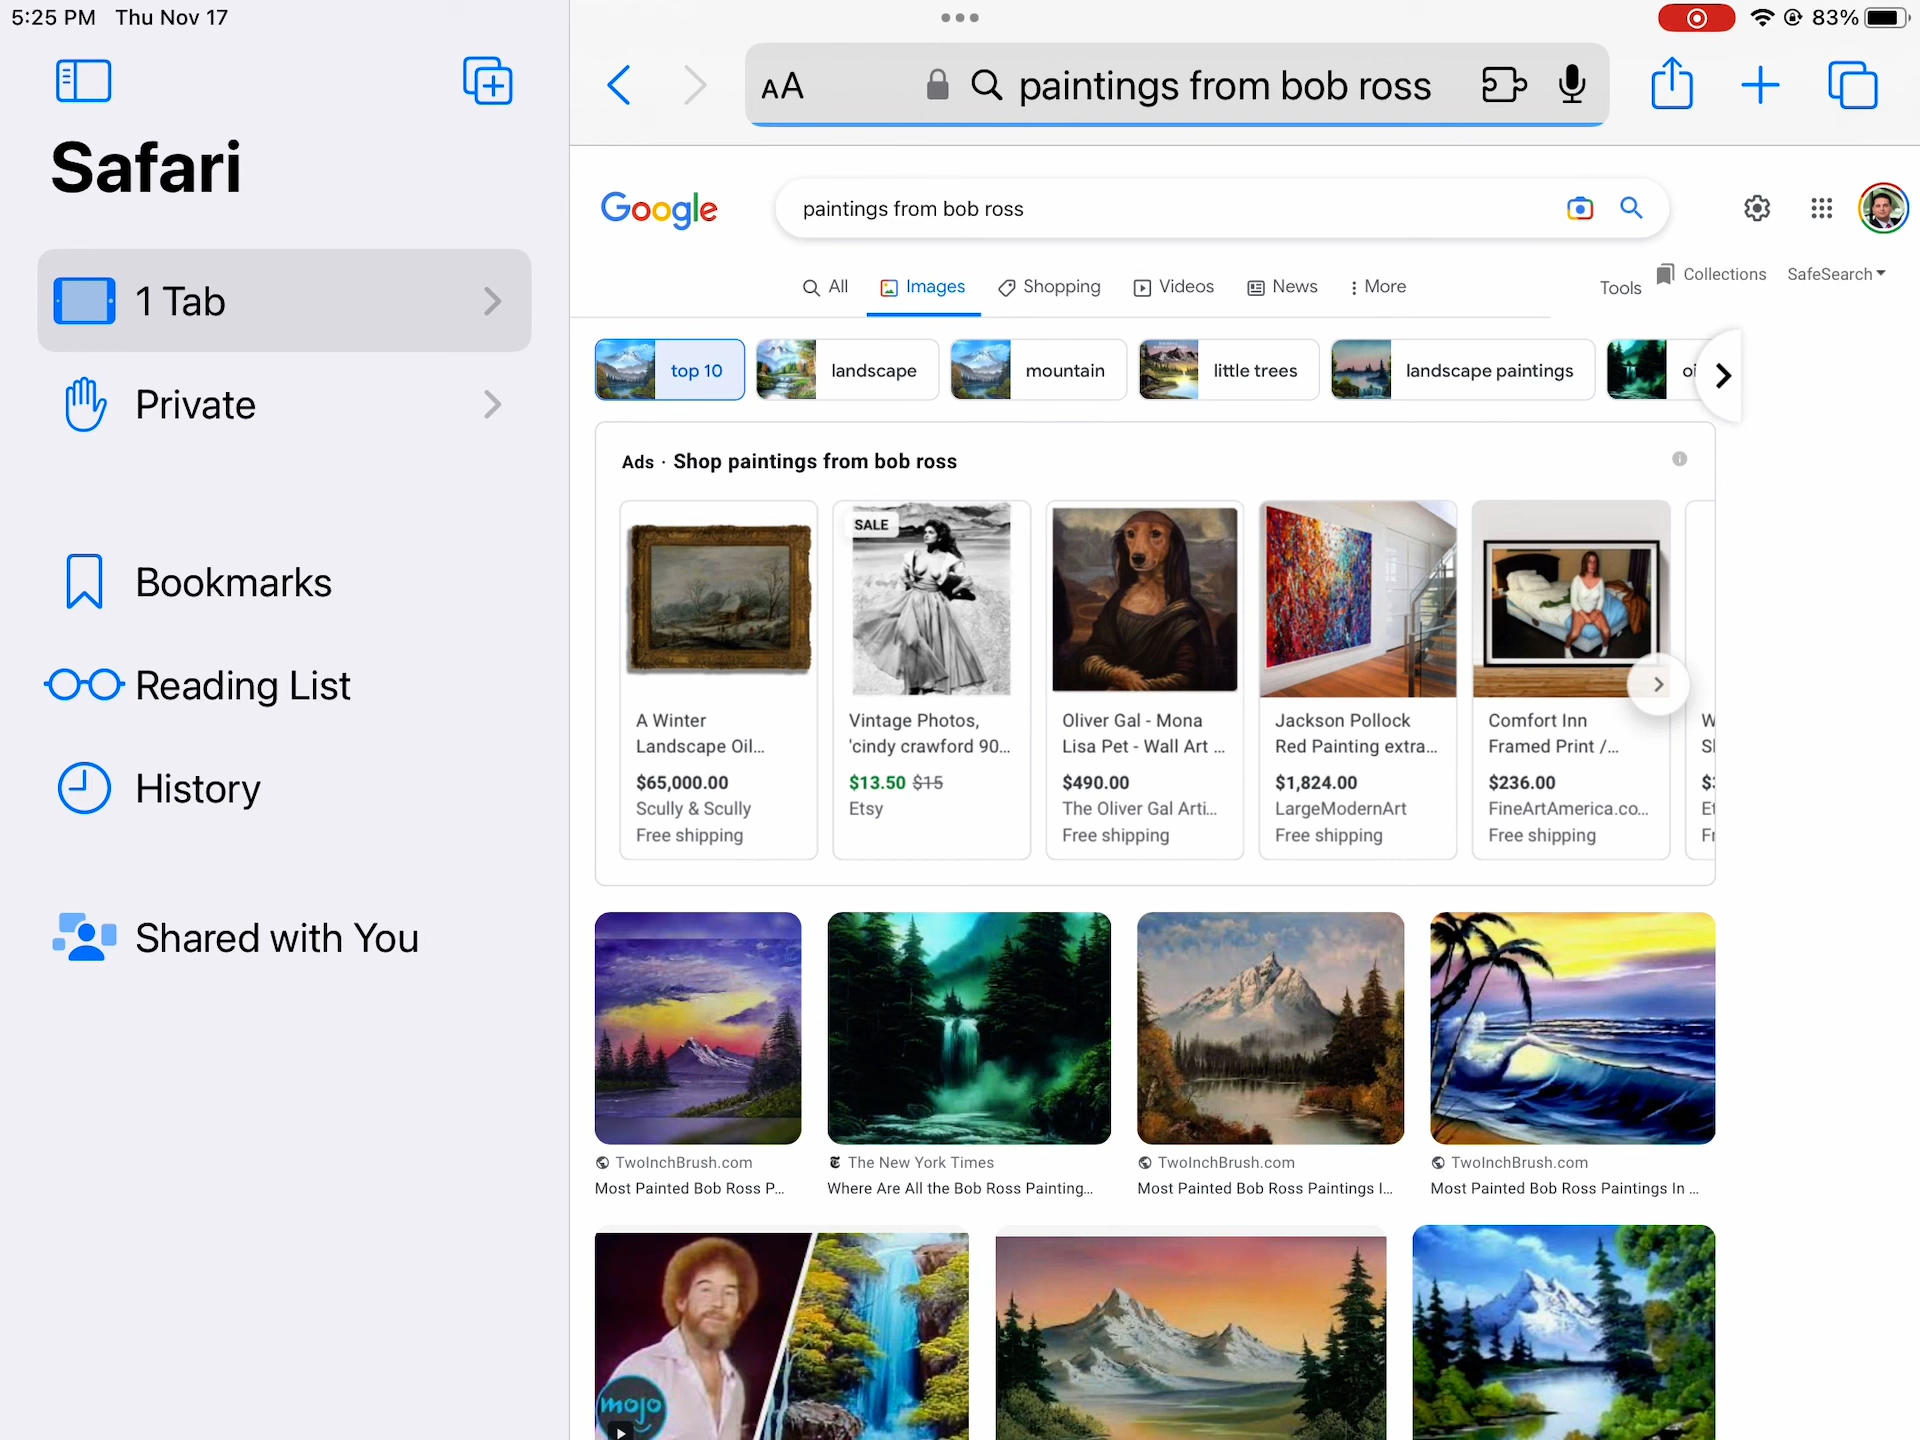 5:25 PM Thu Nov 17
83%
Safari
1 Tab
Private
Bookmarks
Reading List
History
Shared with You
AA paintings from bob ross
Google
paintings from bob ross
All Images Shopping Videos News More
Tools Collections SafeSearch
top 10 landscape mountain little trees landscape paintings
Ads · Shop paintings from bob ross
SALE
A Winter
Landscape Oil...
$65,000.00
Scully & Scully
Free shipping
Vintage Photos,
'cindy crawford 90...
$13.50 $15
Etsy
Oliver Gal - Mona
Lisa Pet - Wall Art ...
$490.00
The Oliver Gal Arti...
Free shipping
Jackson Pollock
Red Painting extra...
$1,824.00
LargeModernArt
Free shipping
Comfort Inn
Framed Print /...
$236.00
FineArtAmerica.co...
Free shipping
TwoInchBrush.com
Most Painted Bob Ross P...
The New York Times
Where Are All the Bob Ross Painting...
TwoInchBrush.com
Most Painted Bob Ross Paintings I...
TwoInchBrush.com
Most Painted Bob Ross Paintings In ...
mojo